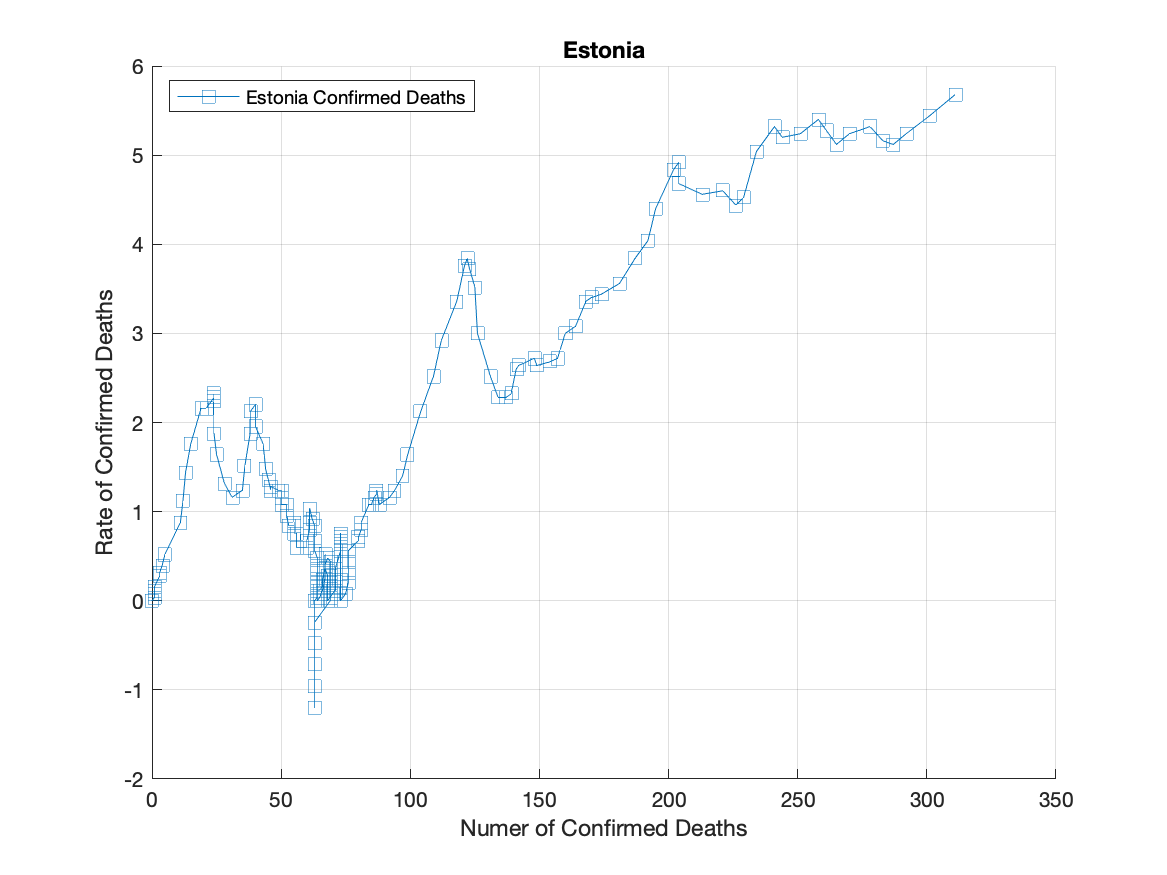 Estonia
Estonia Confirmed Deaths
6
5
4
3
2
1
0
-1
-2
Rate of Confirmed Deaths
0 50 100 150 200 250 300 350
Numer of Confirmed Deaths